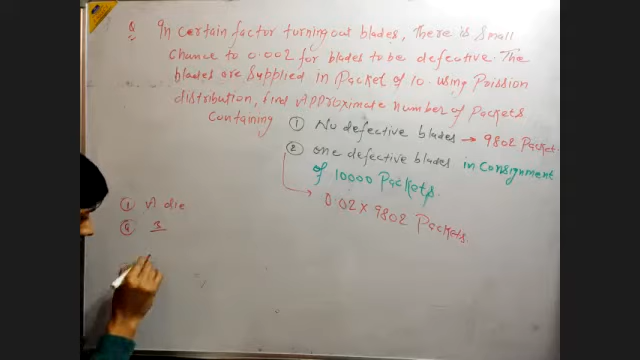 Q In Certain factor turning out blades, There is Small
Chance to 0.002 for blades to be defective. The
blades are Supplied in Packet of 10. using Poission
distribution, find Approximate number of Packets
Containing
① No defective blades → 9802 Packet
② one defective blades in Consignment
of 10000 Packets.
0.02 x 9802 Packets.
① A die
② 3